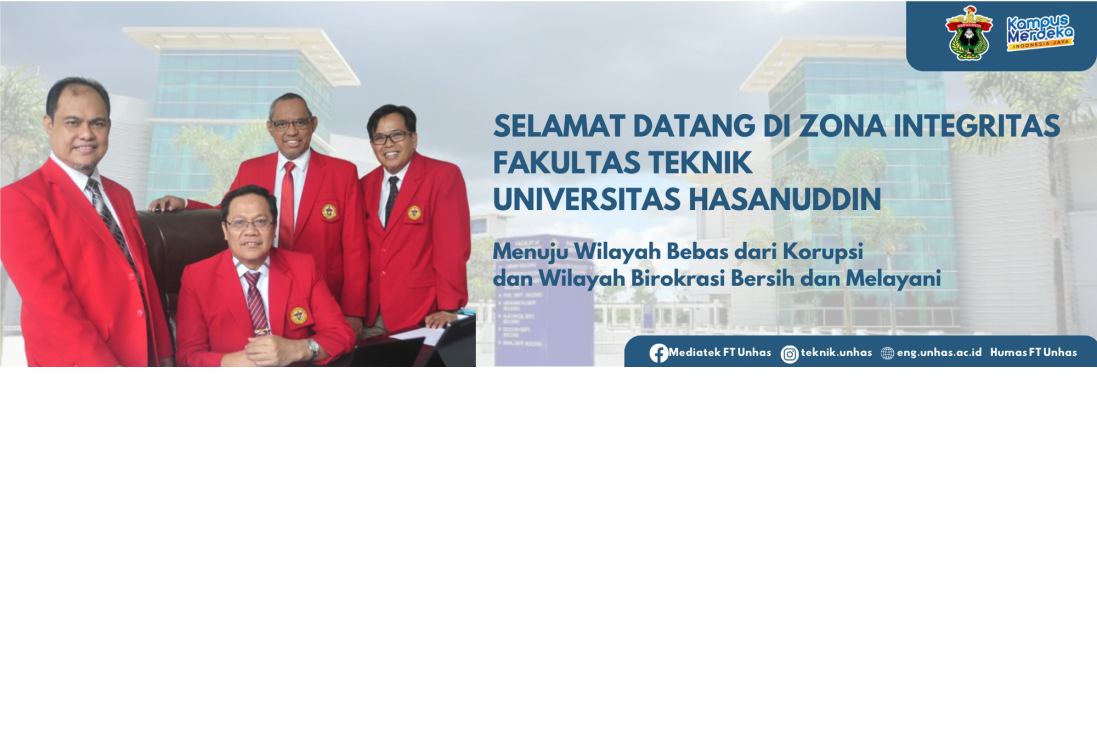 Kampus
Merdeka
INDONESIA JAYA
SELAMAT DATANG DI ZONA INTEGRITAS
FAKULTAS TEKNIK
UNIVERSITAS HASANUDDIN
Menuju Wilayah Bebas dari Korupsi
dan Wilayah Birokrasi Bersih dan Melayani
Mediatek FT Unhas teknik.unhas eng.unhas.ac.id Humas FT Unhas